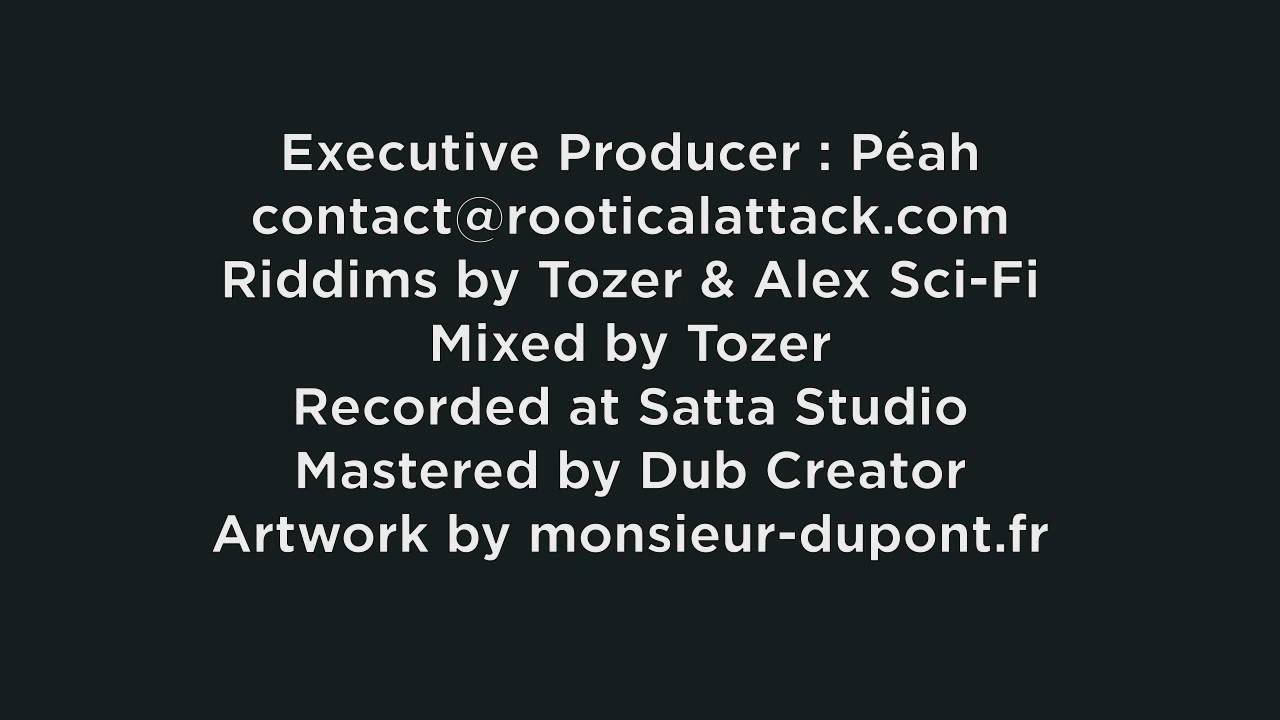 Executive Producer : Péah
contact@rooticalattack.com
Riddims by Tozer & Alex Sci-Fi
Mixed by Tozer
Recorded at Satta Studio
Mastered by Dub Creator
Artwork by monsieur-dupont.fr